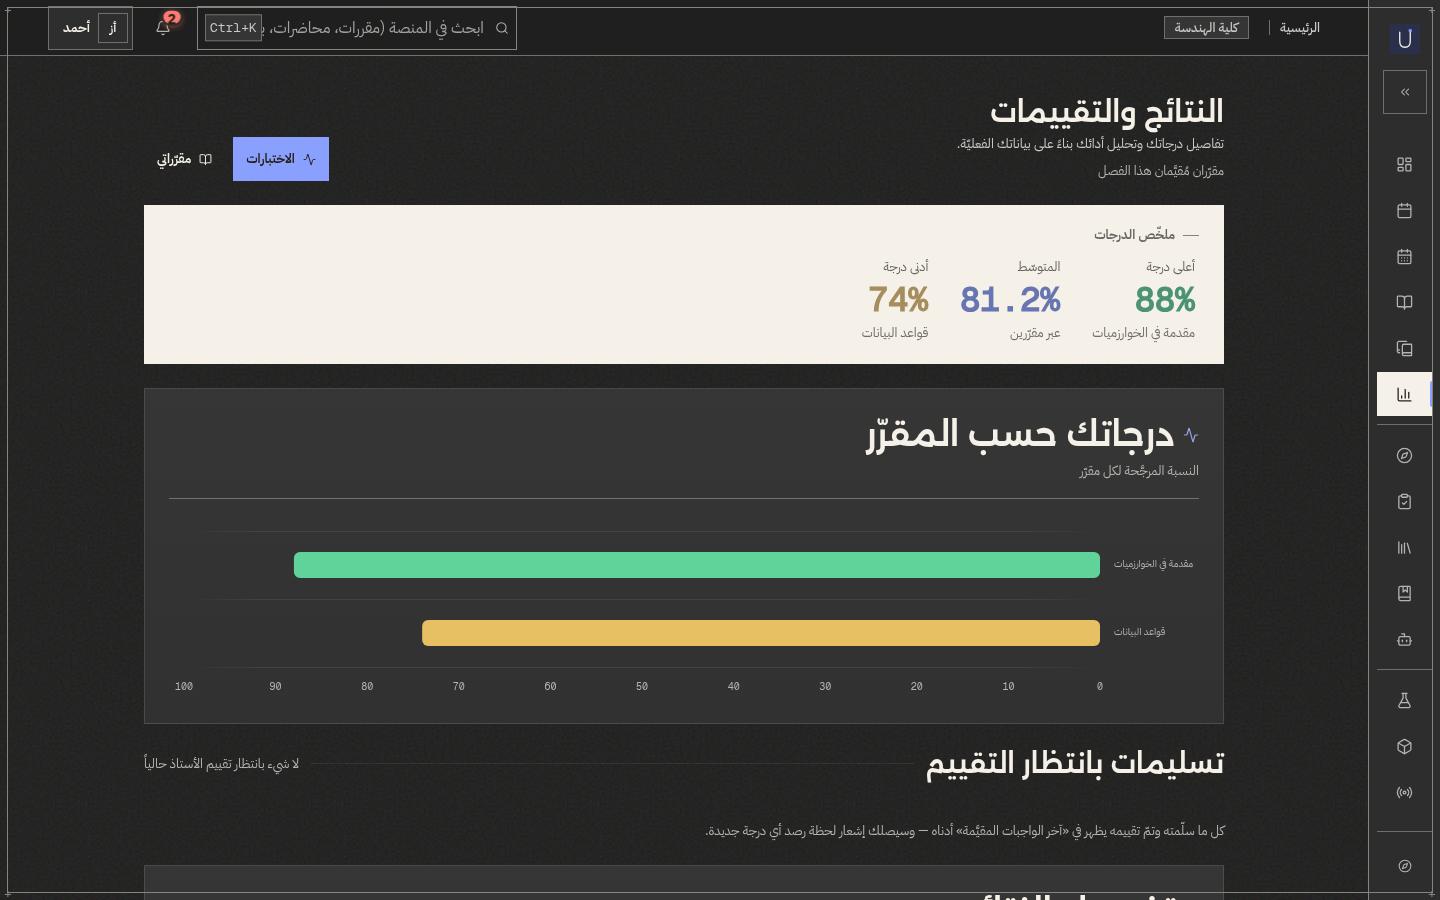 الرئيسية
كلية الهندسة
ابحث في المنصة (مقررات، محاضرات، ب
Ctrl+K
2
أز
أحمد
النتائج والتقييمات
تفاصيل درجاتك وتحليل أدائك بناءً على بياناتك الفعليّة.
مقرّران مُقيَّمان هذا الفصل
الاختبارات
مقرّراتي
ملخّص الدرجات
أعلى درجة
88%
مقدمة في الخوارزميات
المتوسّط
81.2%
عبر مقرّرين
أدنى درجة
74%
قواعد البيانات
درجاتك حسب المقرّر
النسبة المرجَّحة لكل مقرّر
مقدمة في الخوارزميات
قواعد البيانات
0 10 20 30 40 50 60 70 80 90 100
تسليمات بانتظار التقييم
لا شيء بانتظار تقييم الأستاذ حالياً
كل ما سلّمته وتمّ تقييمه يظهر في «آخر الواجبات المقيَّمة» أدناه — وسيصلك إشعار لحظة رصد أي درجة جديدة.